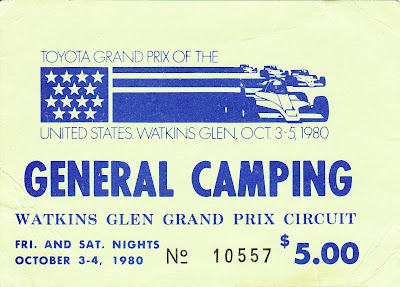 TOYOTA GRAND PRIX OF THE
UNITED STATES, WATKINS GLEN, OCT. 3-5, 1980
GENERAL CAMPING
WATKINS GLEN GRAND PRIX CIRCUIT
FRI. AND SAT. NIGHTS
OCTOBER 3-4, 1980 Nº 10557 $5.00